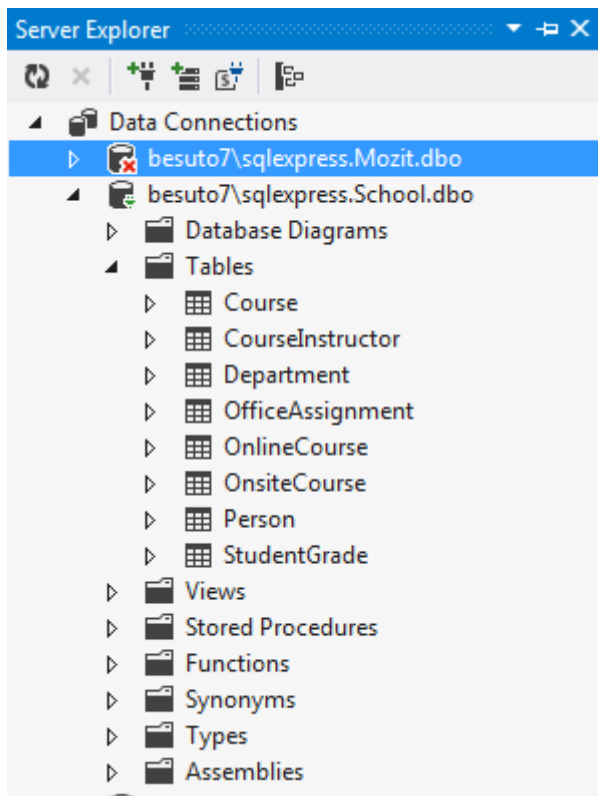 Server Explorer
Data Connections
besuto7\sqlexpress.Mozit.dbo
besuto7\sqlexpress.School.dbo
Database Diagrams
Tables
Course
CourseInstructor
Department
OfficeAssignment
OnlineCourse
OnsiteCourse
Person
StudentGrade
Views
Stored Procedures
Functions
Synonyms
Types
Assemblies